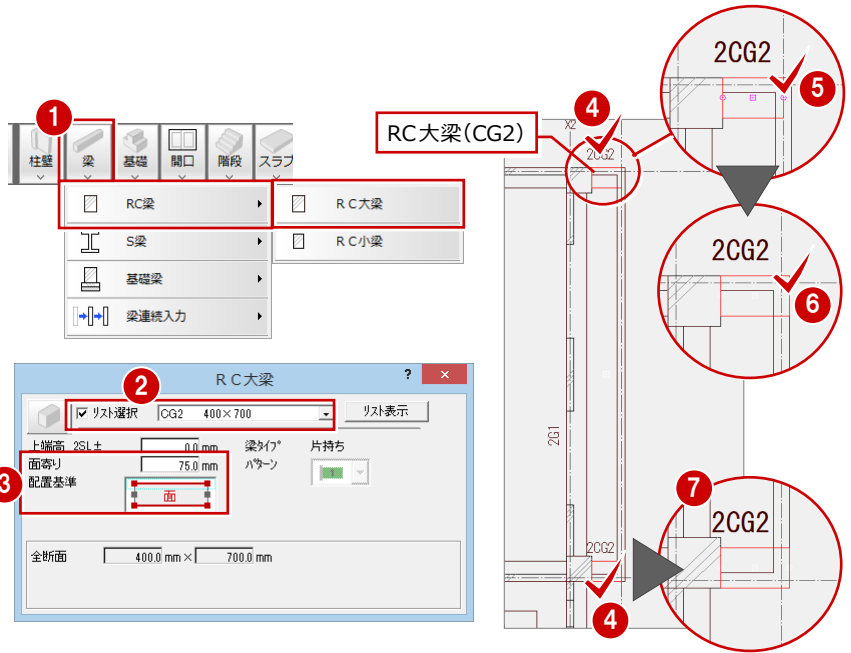 1
柱壁 梁 基礎 開口 階段 スラブ
RC梁 ＲＣ大梁
S梁 ＲＣ小梁
基礎梁
梁連続入力
2
ＲＣ大梁 ? ×
リスト選択 CG2 400×700 リスト表示
上端高 2SL± 0.0 mm 梁タイプ 片持ち
3
面寄り 75.0 mm パターン 1
配置基準
面
全断面 400.0 mm × 700.0 mm
RC大梁(CG2)
4
X2
2CG2
2CG2
5
2CG2
6
2G1
7
2CG2
2CG2
4